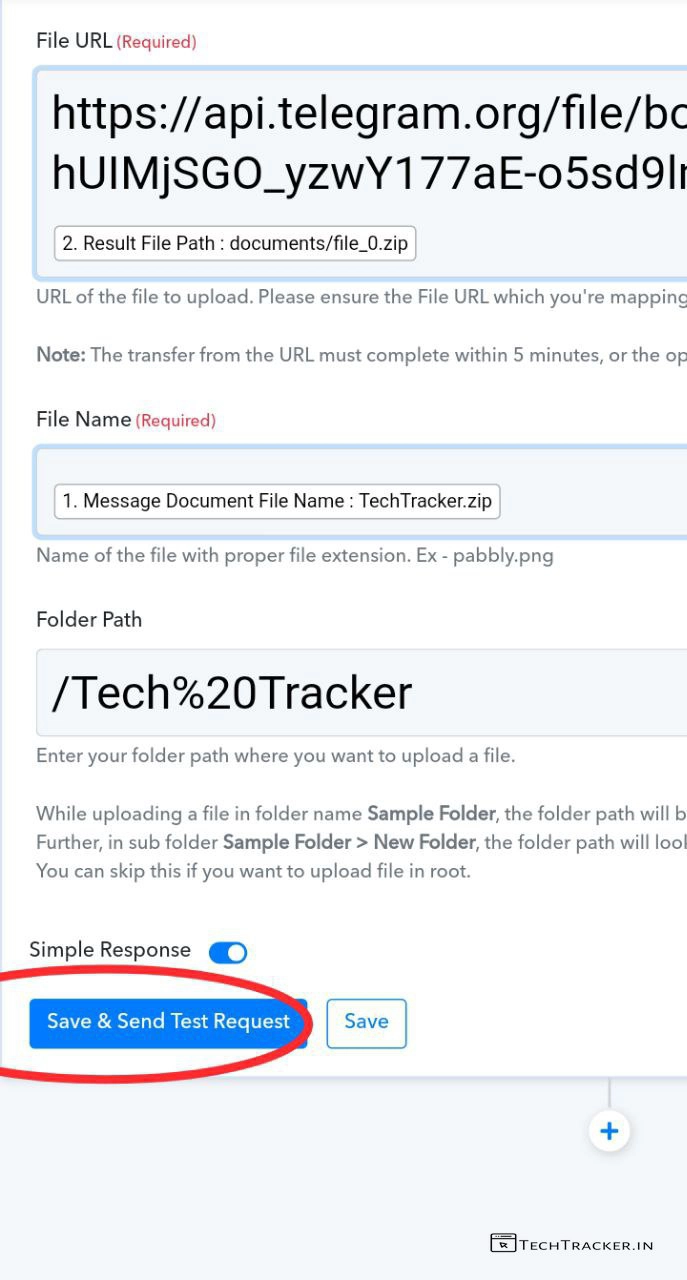 File URL (Required)
https://api.telegram.org/file/bo
hUIMjSGO_yzwY177aE-o5sd9l
2. Result File Path : documents/file_0.zip
URL of the file to upload. Please ensure the File URL which you're mapping
Note: The transfer from the URL must complete within 5 minutes, or the op
File Name (Required)
1. Message Document File Name : TechTracker.zip
Name of the file with proper file extension. Ex - pabbly.png
Folder Path
/Tech%20Tracker
Enter your folder path where you want to upload a file.
While uploading a file in folder name Sample Folder, the folder path will b
Further, in sub folder Sample Folder > New Folder, the folder path will look
You can skip this if you want to upload file in root.
Simple Response
Save & Send Test Request Save
+
TECHTRACKER.IN